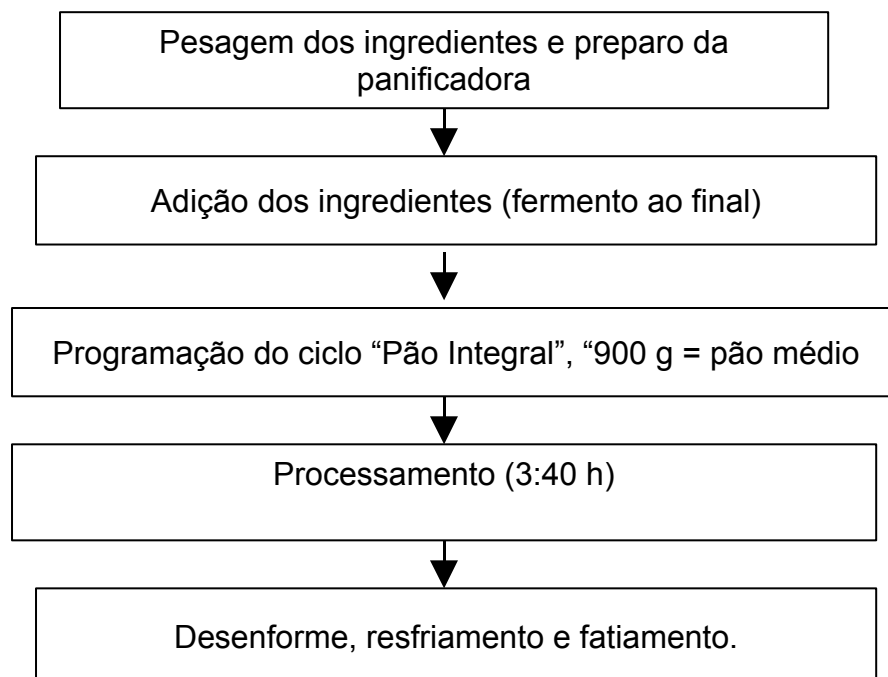 Pesagem dos ingredientes e preparo da
panificadora
Adição dos ingredientes (fermento ao final)
Programação do ciclo “Pão Integral”, “900 g = pão médio
Processamento (3:40 h)
Desenforme, resfriamento e fatiamento.